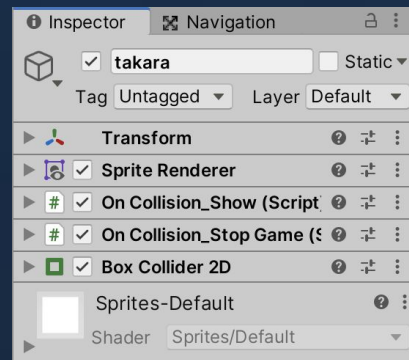 Inspector Navigation
takara Static
Tag Untagged Layer Default
Transform
Sprite Renderer
# On Collision_Show (Script)
# On Collision_Stop Game (S
Box Collider 2D
Sprites-Default
Shader Sprites/Default